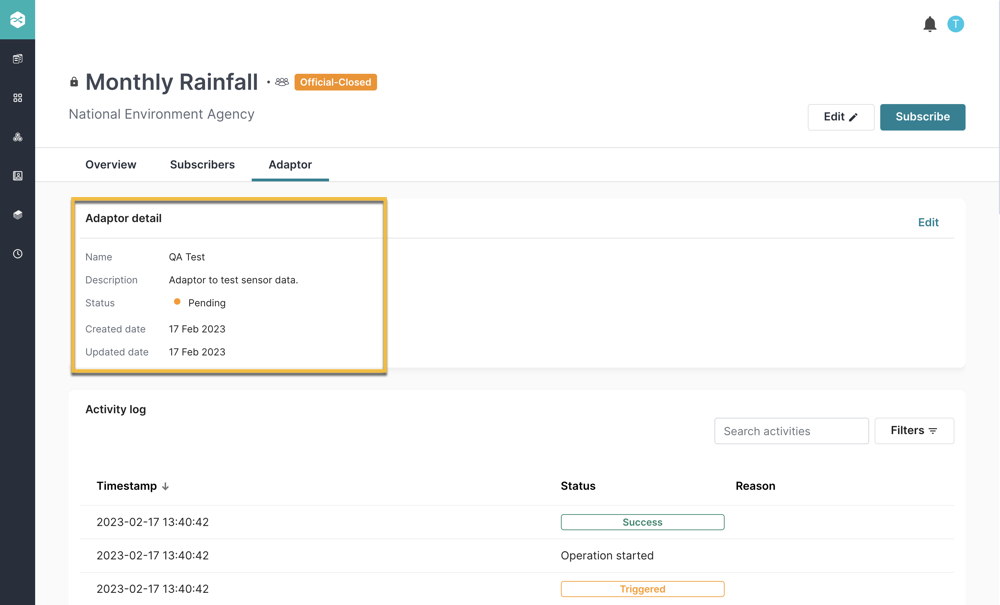 T
Monthly Rainfall · Official-Closed
National Environment Agency
Edit
Subscribe
Overview Subscribers Adaptor
Adaptor detail
Edit
Name QA Test
Description Adaptor to test sensor data.
Status Pending
Created date 17 Feb 2023
Updated date 17 Feb 2023
Activity log
Search activities Filters
Timestamp ↓ Status Reason
2023-02-17 13:40:42 Success
2023-02-17 13:40:42 Operation started
2023-02-17 13:40:42 Triggered